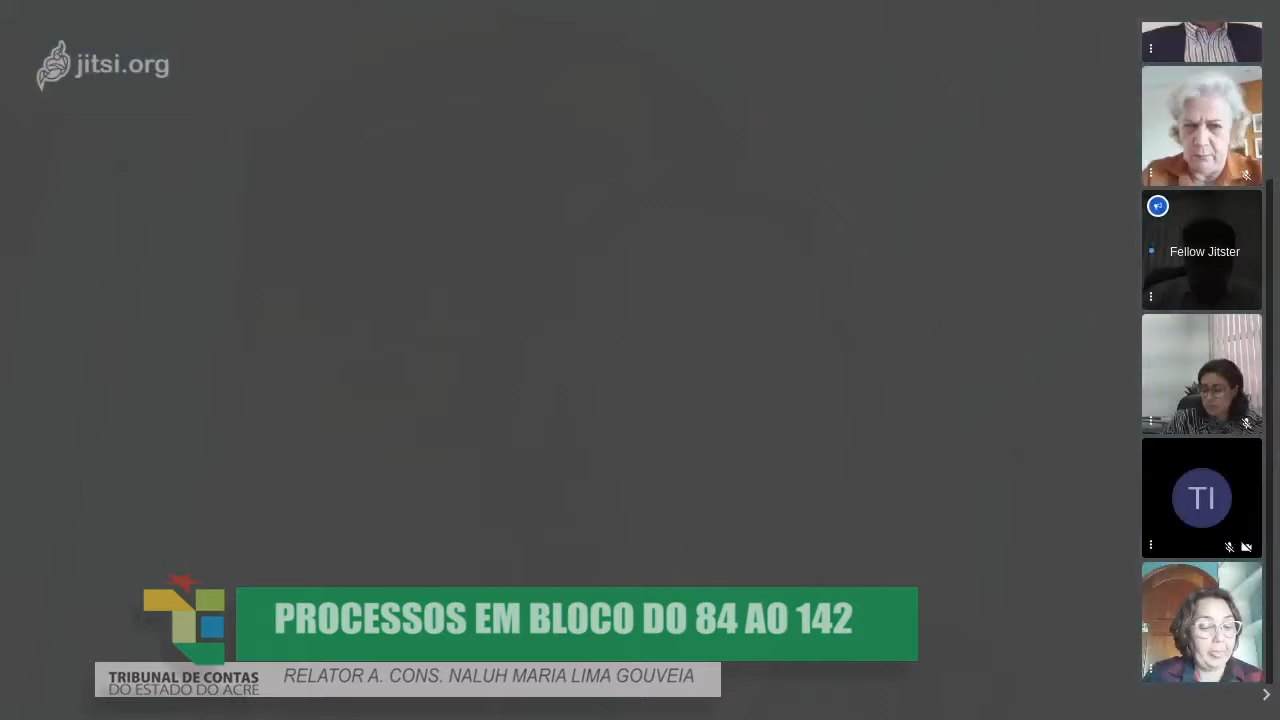 jitsi.org
Fellow Jitster
TI
PROCESSOS EM BLOCO DO 84 AO 142
RELATOR A. CONS. NALUH MARIA LIMA GOUVEIA
TRIBUNAL DE CONTAS
DO ESTADO DO ACRE